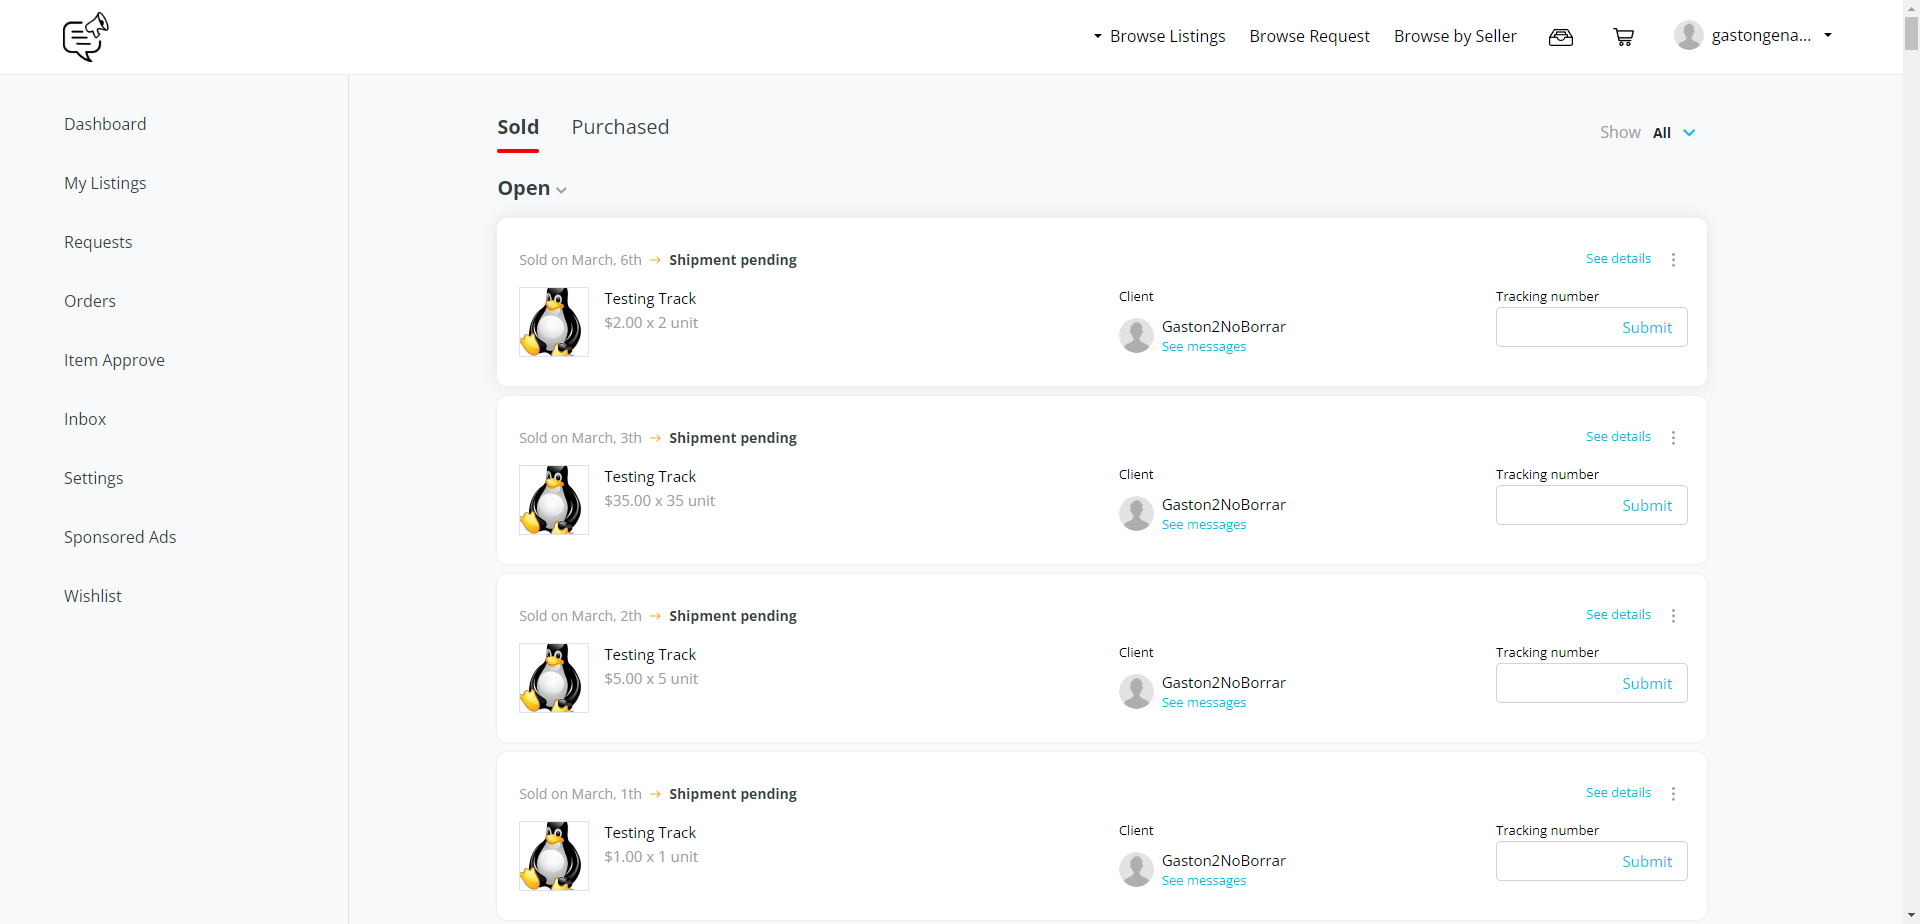 Browse Listings Browse Request Browse by Seller gastongena...
Dashboard
My Listings
Requests
Orders
Item Approve
Inbox
Settings
Sponsored Ads
Wishlist
Sold Purchased
Show All
Open
Sold on March, 6th → Shipment pending
See details
Testing Track
$2.00 x 2 unit
Client
Gaston2NoBorrar
See messages
Tracking number
Submit
Sold on March, 3th → Shipment pending
See details
Testing Track
$35.00 x 35 unit
Client
Gaston2NoBorrar
See messages
Tracking number
Submit
Sold on March, 2th → Shipment pending
See details
Testing Track
$5.00 x 5 unit
Client
Gaston2NoBorrar
See messages
Tracking number
Submit
Sold on March, 1th → Shipment pending
See details
Testing Track
$1.00 x 1 unit
Client
Gaston2NoBorrar
See messages
Tracking number
Submit